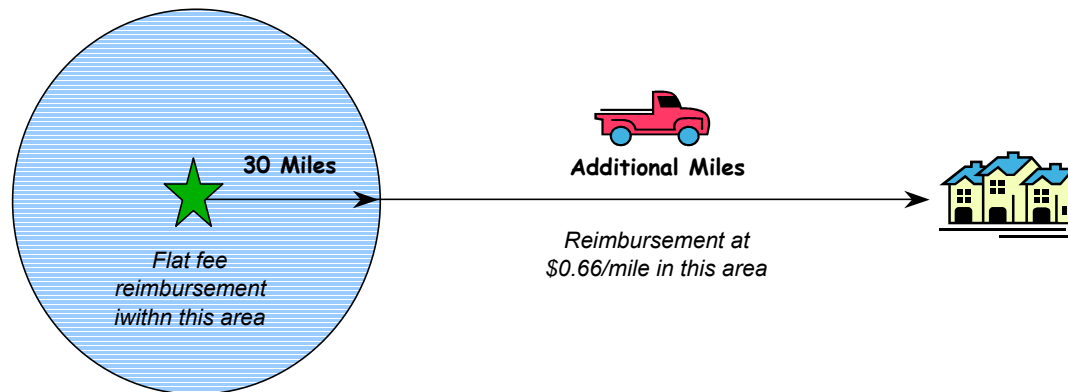 30 Miles
Flat fee
reimbursement
iwithn this area
Additional Miles
Reimbursement at
$0.66/mile in this area